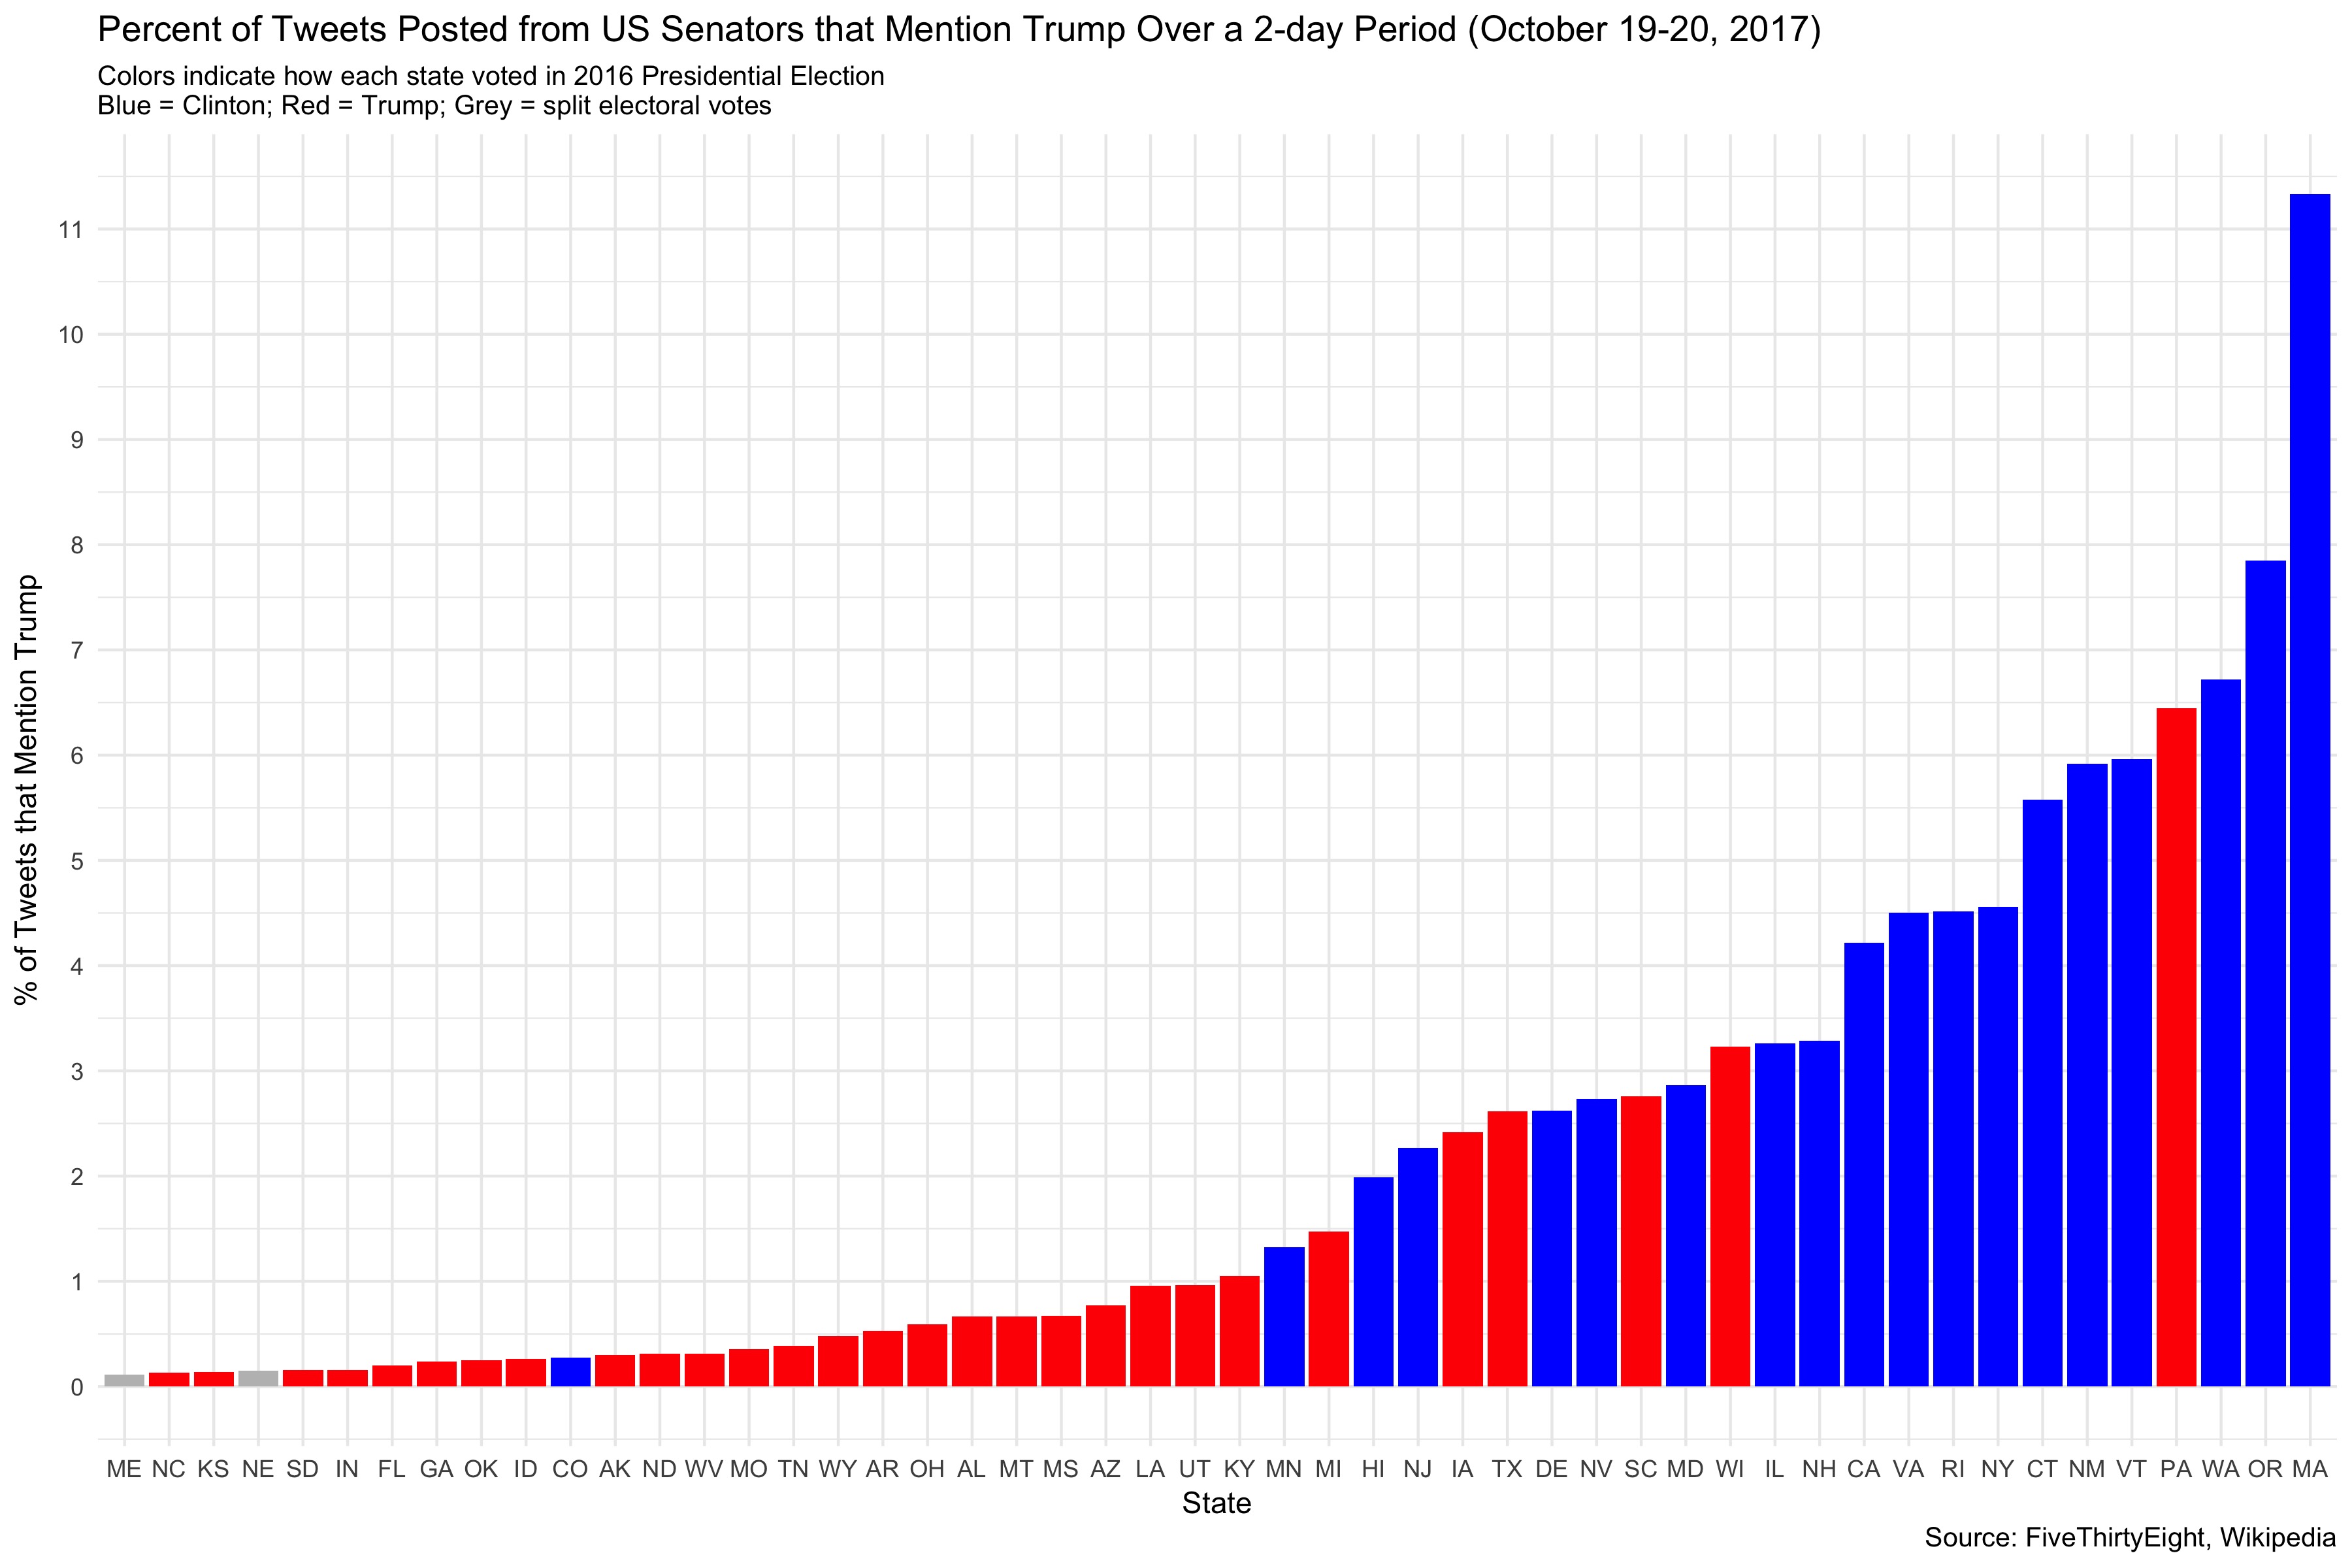 Percent of Tweets Posted from US Senators that Mention Trump Over a 2-day Period (October 19-20, 2017)
Colors indicate how each state voted in 2016 Presidential Election
Blue = Clinton; Red = Trump; Grey = split electoral votes
% of Tweets that Mention Trump
11
10
9
8
7
6
5
4
3
2
1
0
ME NC KS NE SD IN FL GA OK ID CO AK ND WV MO TN WY AR OH AL MT MS AZ LA UT KY MN MI HI NJ IA TX DE NV SC MD WI IL NH CA VA RI NY CT NM VT PA WA OR MA
State
Source: FiveThirtyEight, Wikipedia